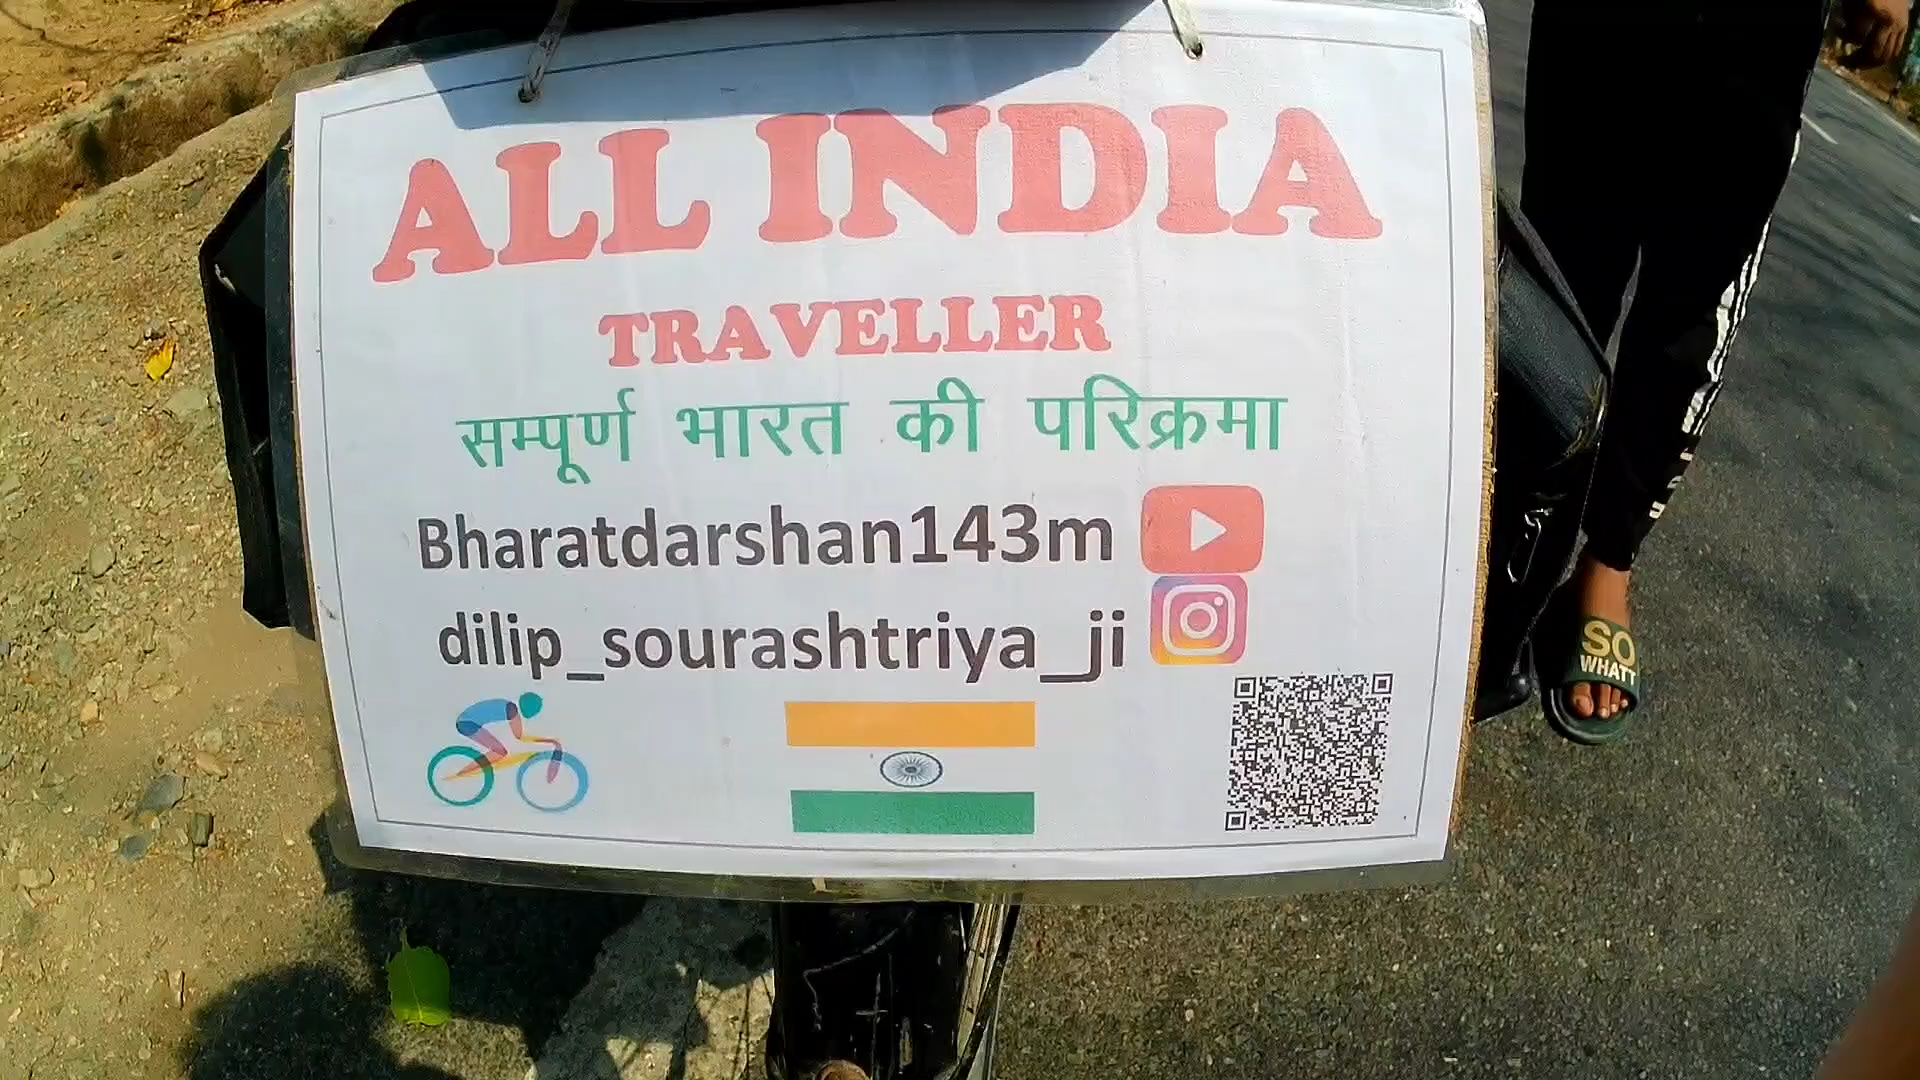 ALL INDIA
TRAVELLER
सम्पूर्ण भारत की परिक्रमा
Bharatdarshan143m
dilip_sourashtriya_ji
SO
WHATT